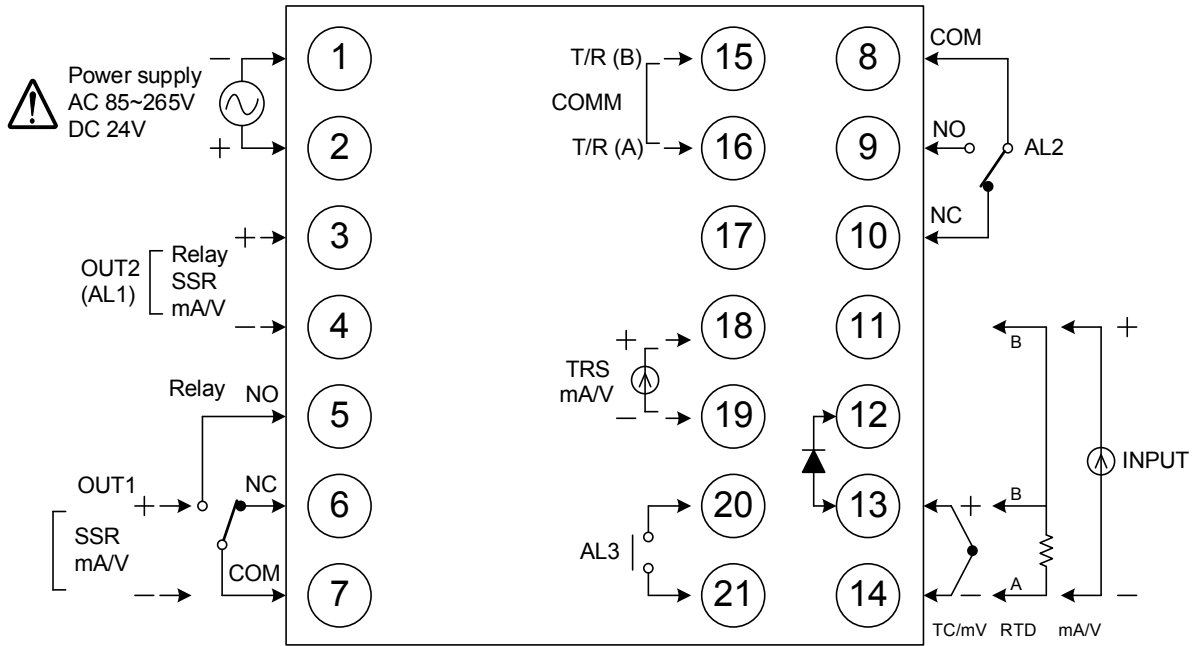 Power supply
AC 85~265V
DC 24V
−
+
1
2
OUT2
(AL1)
Relay
SSR
mA/V
+
−
3
4
Relay
NO
5
OUT1
+
NC
6
SSR
mA/V
−
COM
7
T/R (B)
COMM
T/R (A)
15
16
17
TRS
mA/V
+
−
18
19
AL3
20
21
8
COM
9
NO
AL2
10
NC
11
12
13
14
B
+
INPUT
+
B
−
A
−
TC/mV
RTD
mA/V